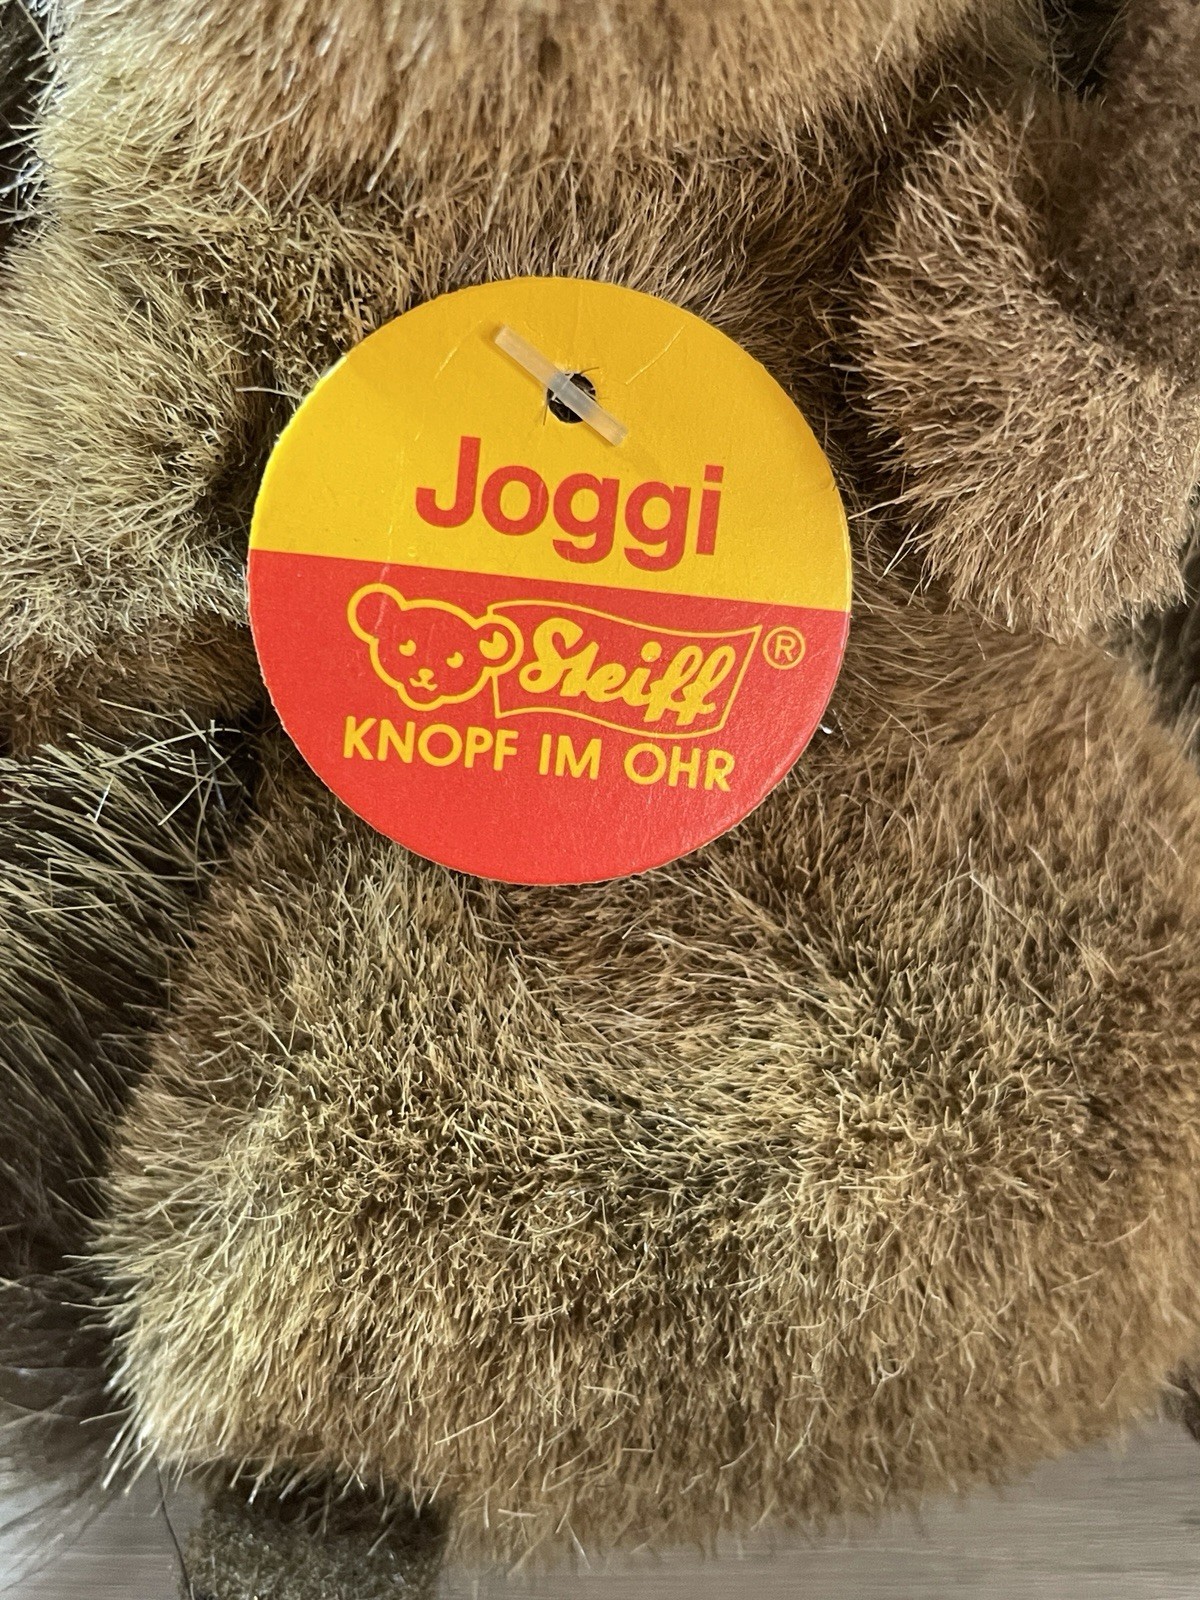 Joggi
Steiff ®
KNOPF IM OHR